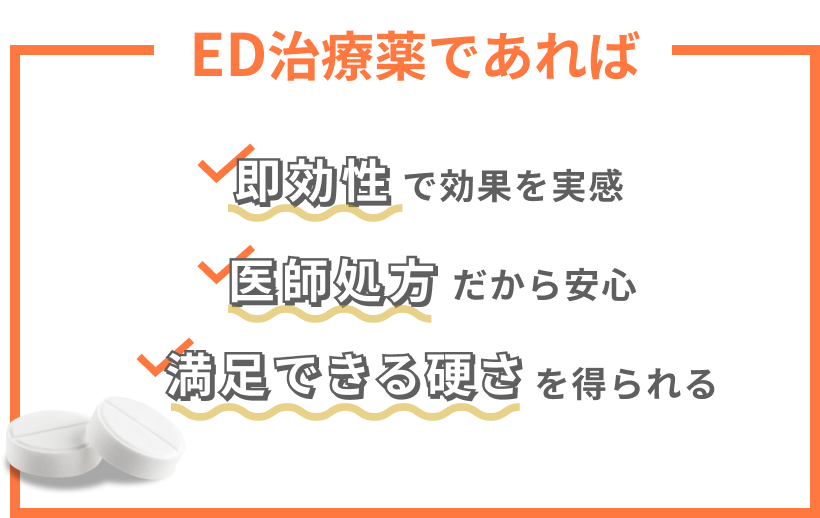 ED治療薬であれば
即効性で効果を実感
医師処方だから安心
満足できる硬さを得られる